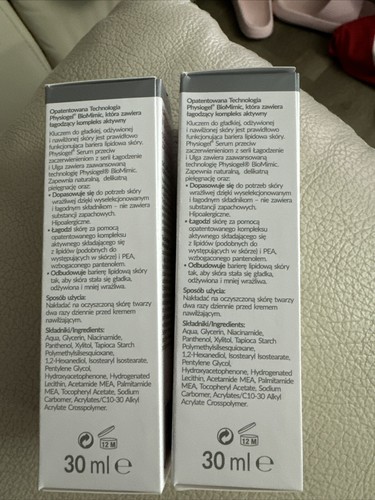 Opatentowana Technologia
Physiogel® BioMimic, która zawiera
łagodzący kompleks aktywny
Kluczem do gładkiej, odżywionej
i nawilżonej skóry jest prawidłowo
funkcjonująca bariera lipidowa skóry.
Physiogel® Serum przeciw
zaczerwienieniom z serii Łagodzenie
i Ulga zawiera zaawansowaną
technologię Physiogel® BioMimic.
Zapewnia naturalną, delikatną
pielęgnację oraz:
• Dopasowuje się do potrzeb skóry
wrażliwej dzięki wyselekcjonowanym
i łagodnym składnikom – nie zawiera
substancji zapachowych.
Hipoalergiczne.
• Łagodzi skórę za pomocą
opatentowanego kompleksu
aktywnego składającego się
z lipidów (podobnych do
występujących w skórze) i PEA,
wzbogaconego pantenolem.
• Odbudowuje barierę lipidową skóry
tak, aby skóra stała się gładka,
odżywiona i mniej wrażliwa.
Sposób użycia:
Nakładać na oczyszczoną skórę twarzy
dwa razy dziennie przed kremem
nawilżającym.
Składniki/Ingredients:
Aqua, Glycerin, Niacinamide,
Panthenol, Xylitol, Tapioca Starch
Polymethylsilsesquioxane,
1,2-Hexanediol, Isostearyl Isostearate,
Pentylene Glycol,
Hydroxyacetophenone, Hydrogenated
Lecithin, Acetamide MEA, Palmitamide
MEA, Tocopheryl Acetate, Sodium
Carbomer, Acrylates/C10-30 Alkyl
Acrylate Crosspolymer.
12 M
30 ml e
Opatentowana Technologia
Physiogel® BioMimic, która zawiera
łagodzący kompleks aktywny
Kluczem do gładkiej, odżywionej
i nawilżonej skóry jest prawidłowo
funkcjonująca bariera lipidowa skóry.
Physiogel® Serum przeciw
zaczerwienieniom z serii Łagodzenie
i Ulga zawiera zaawansowaną
technologię Physiogel® BioMimic.
Zapewnia naturalną, delikatną
pielęgnację oraz:
• Dopasowuje się do potrzeb skóry
wrażliwej dzięki wyselekcjonowanym
i łagodnym składnikom – nie zawiera
substancji zapachowych.
Hipoalergiczne.
• Łagodzi skórę za pomocą
opatentowanego kompleksu
aktywnego składającego się
z lipidów (podobnych do
występujących w skórze) i PEA,
wzbogaconego pantenolem.
• Odbudowuje barierę lipidową skóry
tak, aby skóra stała się gładka,
odżywiona i mniej wrażliwa.
Sposób użycia:
Nakładać na oczyszczoną skórę twarzy
dwa razy dziennie przed kremem
nawilżającym.
Składniki/Ingredients:
Aqua, Glycerin, Niacinamide,
Panthenol, Xylitol, Tapioca Starch
Polymethylsilsesquioxane,
1,2-Hexanediol, Isostearyl Isostearate,
Pentylene Glycol,
Hydroxyacetophenone, Hydrogenated
Lecithin, Acetamide MEA, Palmitamide
MEA, Tocopheryl Acetate, Sodium
Carbomer, Acrylates/C10-30 Alkyl
Acrylate Crosspolymer.
12 M
30 ml e